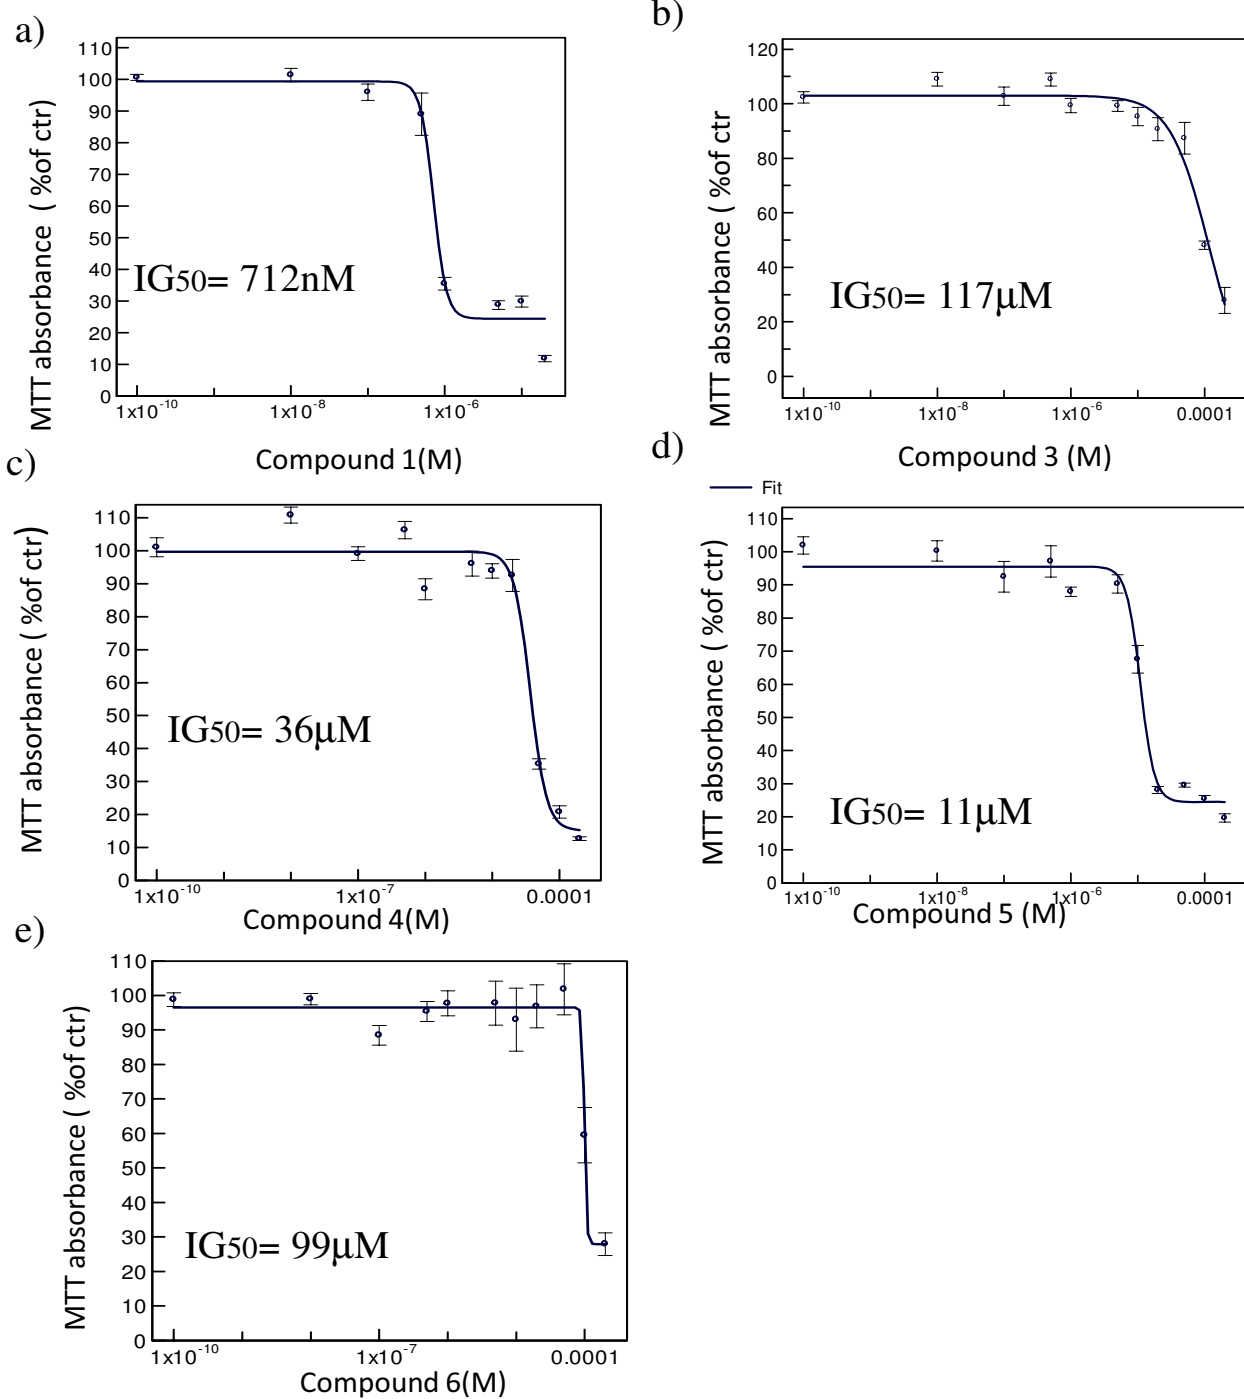 a)
MTT absorbance ( %of ctr)
110
100
90
80
70
60
50
40
30
20
10
0
IG50= 712nM
1x10-10
1x10-8
1x10-6
Compound 1(M)
b)
MTT absorbance ( %of ctr
120
100
80
60
40
20
0
IG50= 117µM
1x10-10
1x10-8
1x10-6
0.0001
Compound 3 (M)
c)
MTT absorbance ( %of ctr)
110
100
90
80
70
60
50
40
30
20
10
0
IG50= 36µM
1x10-10
1x10-7
0.0001
Compound 4(M)
d)
Fit
MTT absorbance ( %of ctr)
110
100
90
80
70
60
50
40
30
20
10
0
IG50= 11µM
1x10-10
1x10-8
1x10-6
0.0001
Compound 5 (M)
e)
MTT absorbance ( %of ctr)
110
100
90
80
70
60
50
40
30
20
10
0
IG50= 99µM
1x10-10
1x10-7
0.0001
Compound 6(M)